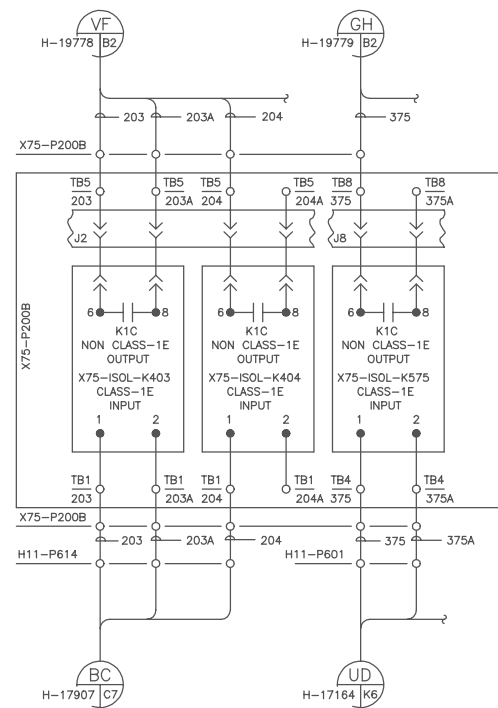 VF GH
H-19778 B2 H-19779 B2
203 203A 204 375
X75-P200B
TB5 TB5 TB5 TB5 TB8 TB8
203 203A 204 204A 375 375A
J2 J8
X75-P200B
6 8 6 8 6 8
K1C K1C K1C
NON CLASS-1E NON CLASS-1E NON CLASS-1E
OUTPUT OUTPUT OUTPUT
X75-ISOL-K403 X75-ISOL-K404 X75-ISOL-K575
CLASS-1E CLASS-1E CLASS-1E
INPUT INPUT INPUT
1 2 1 2 1 2
TB1 TB1 TB1 TB1 TB4 TB4
203 203A 204 204A 375 375A
X75-P200B
203 203A 204 375 375A
H11-P614 H11-P601
BC UD
H-17907 C7 H-17164 K6